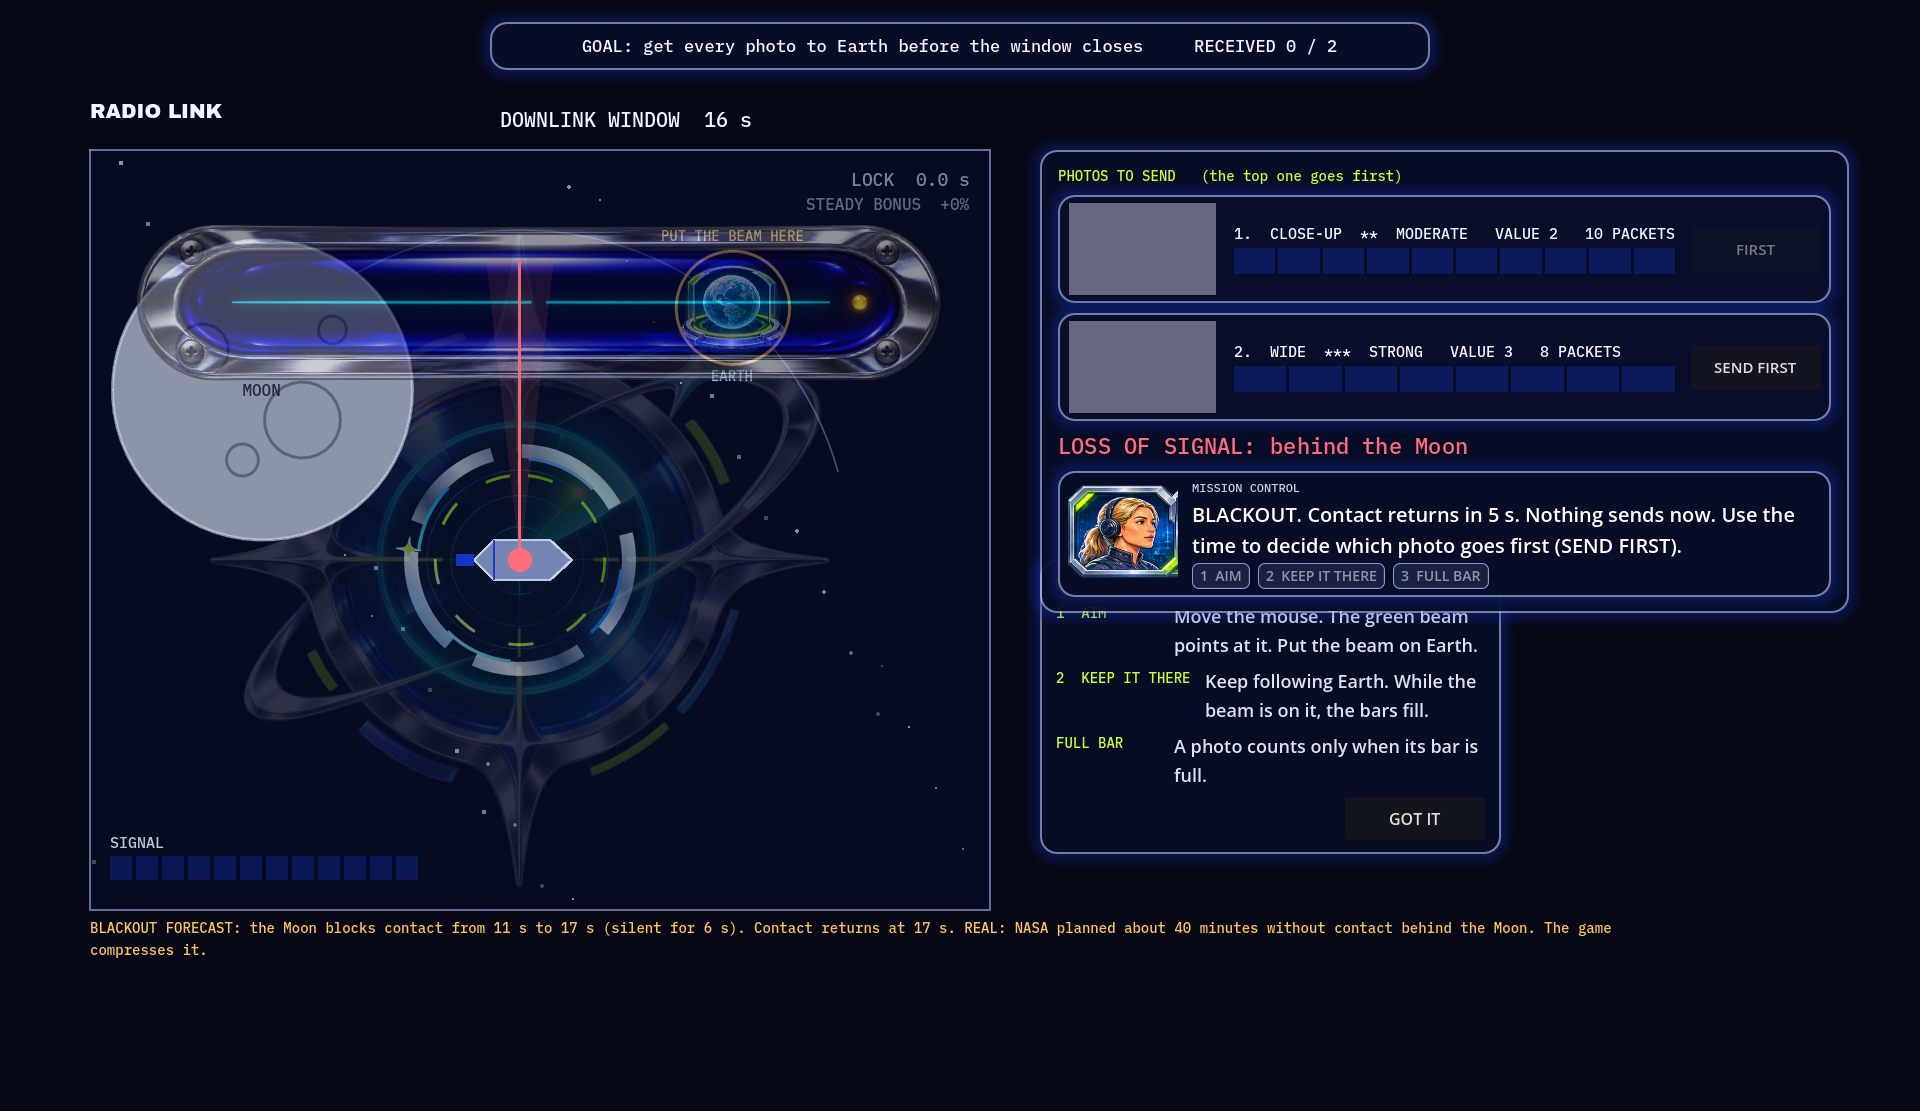 GOAL: get every photo to Earth before the window closes RECEIVED 0 / 2
RADIO LINK
DOWNLINK WINDOW 16 s
LOCK 0.0 s
STEADY BONUS +0%
PUT THE BEAM HERE
EARTH
MOON
SIGNAL
PHOTOS TO SEND (the top one goes first)
1. CLOSE-UP ** MODERATE VALUE 2 10 PACKETS
FIRST
2. WIDE *** STRONG VALUE 3 8 PACKETS
SEND FIRST
LOSS OF SIGNAL: behind the Moon
MISSION CONTROL
BLACKOUT. Contact returns in 5 s. Nothing sends now. Use the
time to decide which photo goes first (SEND FIRST).
1 AIM 2 KEEP IT THERE 3 FULL BAR
1 AIM Move the mouse. The green beam
points at it. Put the beam on Earth.
2 KEEP IT THERE Keep following Earth. While the
beam is on it, the bars fill.
FULL BAR A photo counts only when its bar is
full.
GOT IT
BLACKOUT FORECAST: the Moon blocks contact from 11 s to 17 s (silent for 6 s). Contact returns at 17 s. REAL: NASA planned about 40 minutes without contact behind the Moon. The game
compresses it.